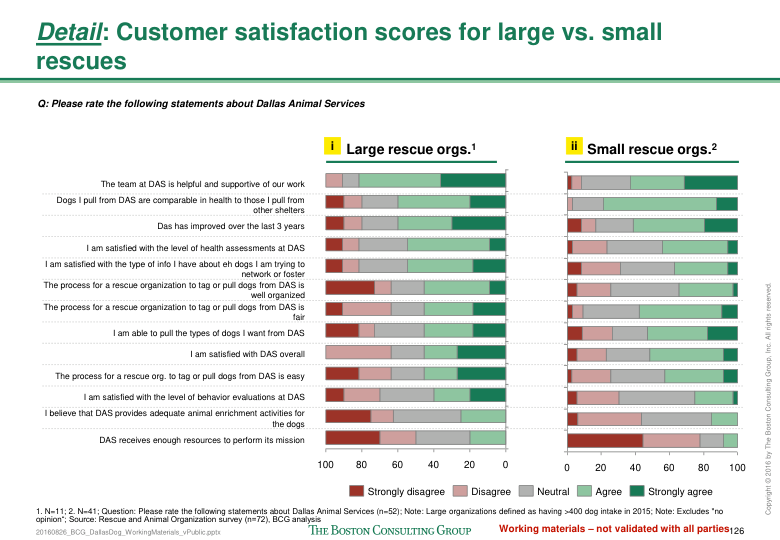 Detail: Customer satisfaction scores for large vs. small
rescues
Q: Please rate the following statements about Dallas Animal Services
i Large rescue orgs.1
ii Small rescue orgs.2
The team at DAS is helpful and supportive of our work
Dogs I pull from DAS are comparable in health to those I pull from
other shelters
Das has improved over the last 3 years
I am satisfied with the level of health assessments at DAS
I am satisfied with the type of info I have about eh dogs I am trying to
network or foster
The process for a rescue organization to tag or pull dogs from DAS is
well organized
The process for a rescue organization to tag or pull dogs from DAS is
fair
I am able to pull the types of dogs I want from DAS
I am satisfied with DAS overall
The process for a rescue org. to tag or pull dogs from DAS is easy
I am satisfied with the level of behavior evaluations at DAS
I believe that DAS provides adequate animal enrichment activities for
the dogs
DAS receives enough resources to perform its mission
100 80 60 40 20 0
0 20 40 60 80 100
Strongly disagree Disagree Neutral Agree Strongly agree
1. N=11; 2. N=41; Question: Please rate the following statements about Dallas Animal Services (n=52); Note: Large organizations defined as having >400 dog intake in 2015; Note: Excludes "no
opinion"; Source: Rescue and Animal Organization survey (n=72), BCG analysis
20160826_BCG_DallasDog_WorkingMaterials_vPublic.pptx
THE BOSTON CONSULTING GROUP
Working materials – not validated with all parties
126
Copyright © 2016 by The Boston Consulting Group, Inc. All rights reserved.